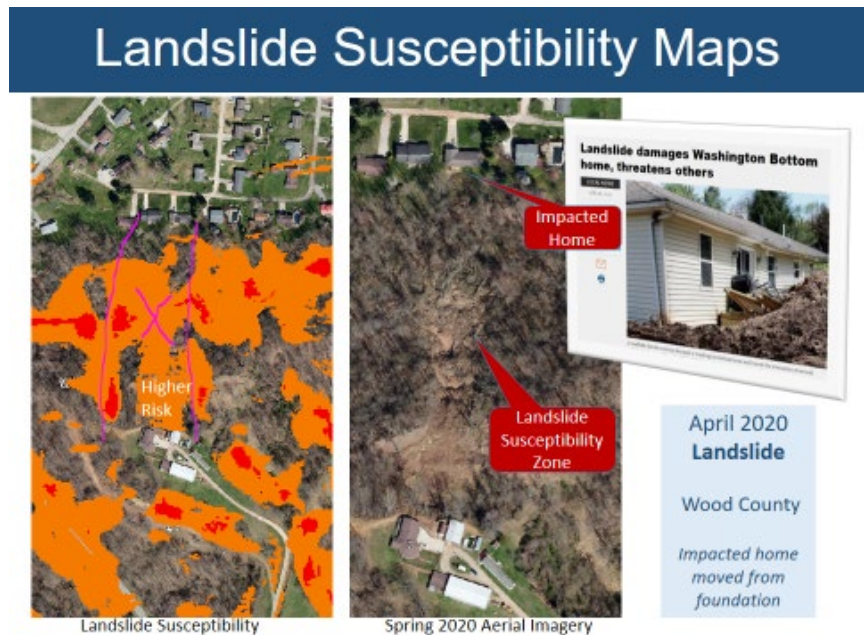 Landslide Susceptibility Maps
Higher
Risk
Landslide Susceptibility
Impacted
Home
Landslide
Susceptibility
Zone
Spring 2020 Aerial Imagery
Landslide damages Washington Bottom
home, threatens others
April 2020
Landslide
Wood County
Impacted home
moved from
foundation